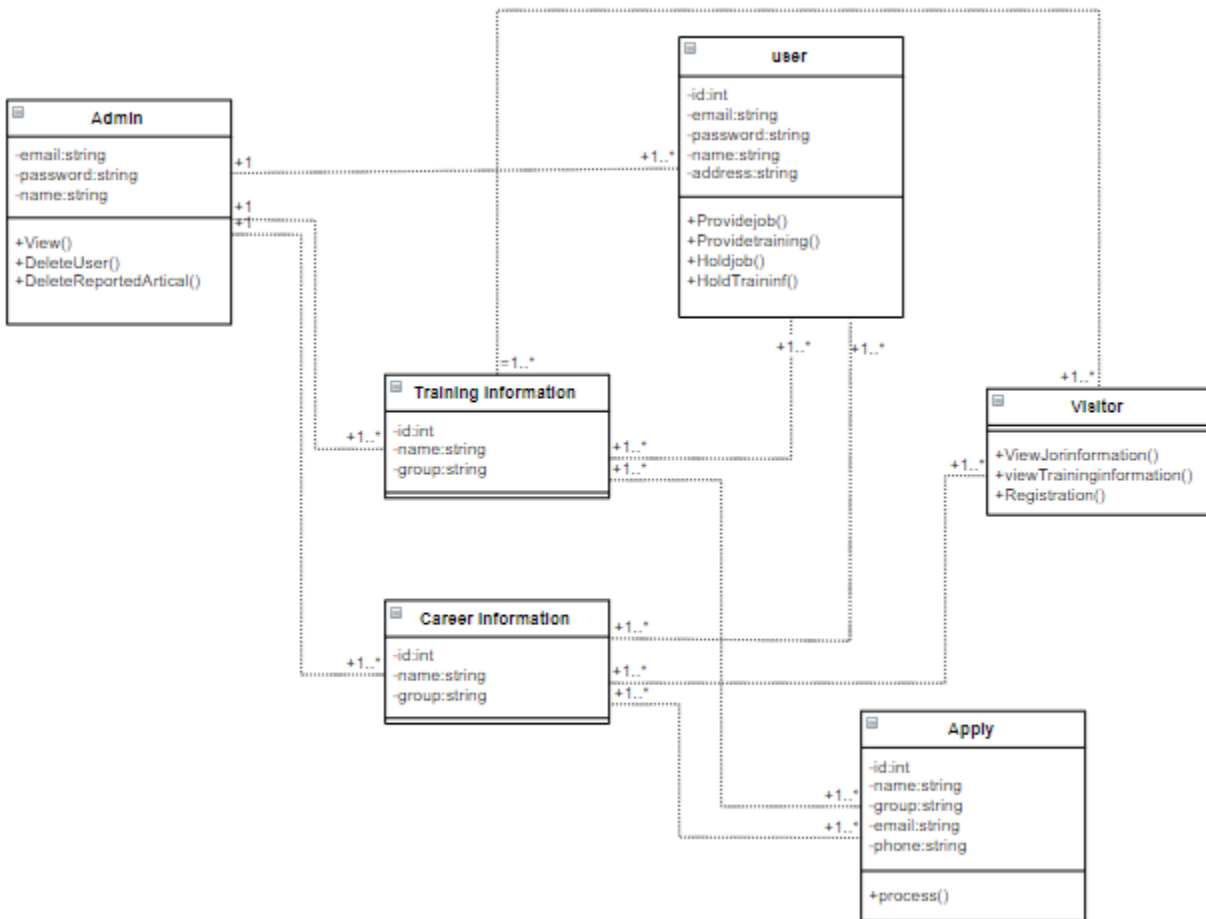 user
-id:int
-email:string
-password:string
-name:string
-address:string
+Providejob()
+Providetraining()
+Holdjob()
+HoldTraininf()
Admin
-email:string
-password:string
-name:string
+View()
+DeleteUser()
+DeleteReportedArtical()
+1
+1..*
+1
+1
+1..*
+1..*
=1..*
+1..*
Training Information
-id:int
-name:string
-group:string
+1..*
+1..*
+1..*
Visitor
+ViewJorinformation()
+viewTraininginformation()
+Registration()
+1..*
Career Information
-id:int
-name:string
-group:string
+1..*
+1..*
+1..*
+1..*
Apply
-id:int
-name:string
-group:string
-email:string
-phone:string
+process()
+1..*
+1..*